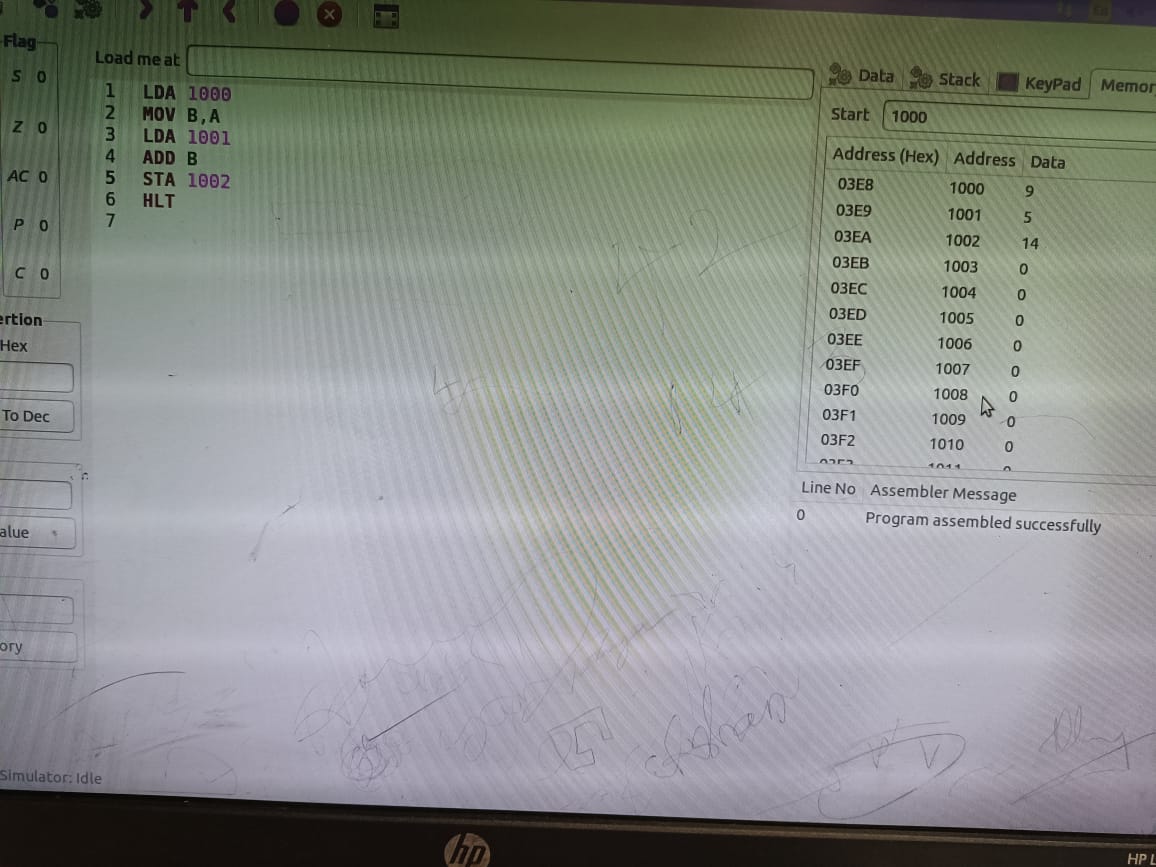 Flag
S 0
Z 0
AC 0
P 0
C 0
ertion
Hex
To Dec
alue
ory
Simulator: Idle
Load me at
1 LDA 1000
2 MOV B,A
3 LDA 1001
4 ADD B
5 STA 1002
6 HLT
7
Data Stack KeyPad Memor
Start 1000
Address (Hex) Address Data
03E8 1000 9
03E9 1001 5
03EA 1002 14
03EB 1003 0
03EC 1004 0
03ED 1005 0
03EE 1006 0
03EF 1007 0
03F0 1008 0
03F1 1009 0
03F2 1010 0
Line No Assembler Message
0 Program assembled successfully
hp
HP L